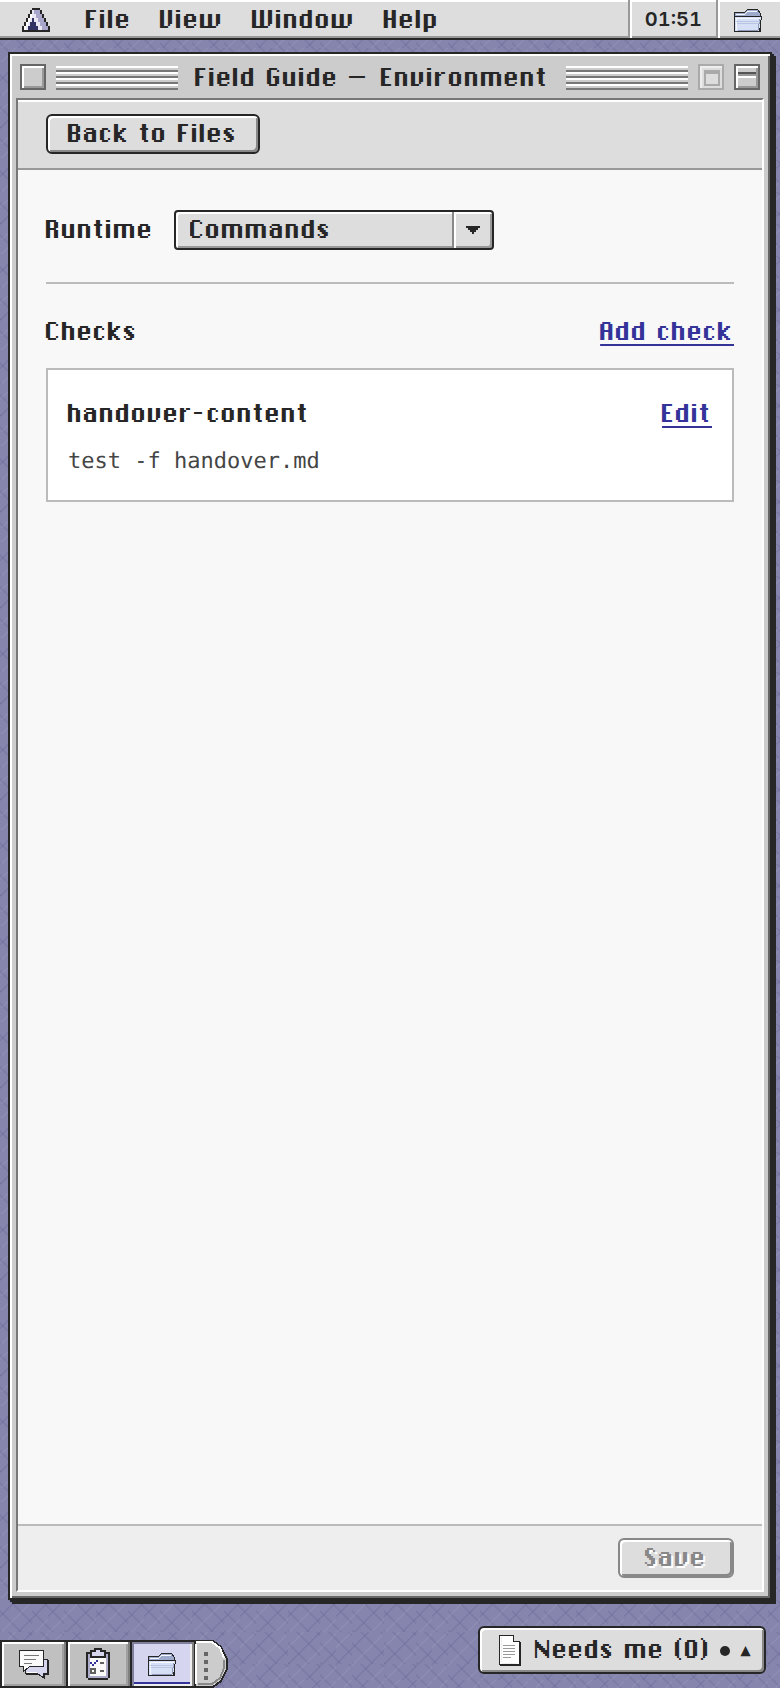 File View Window Help 01:51
Field Guide — Environment
Back to Files
Runtime Commands
Checks Add check
handover-content Edit
test -f handover.md
Save
Needs me (0)